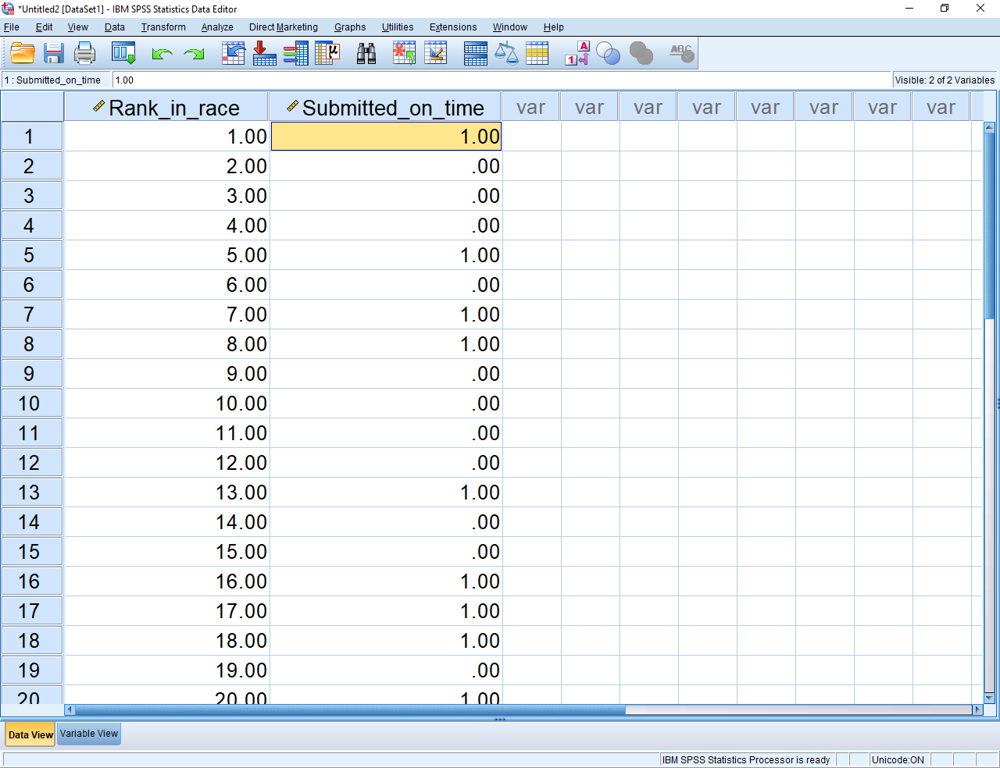 *Untitled2 [DataSet1] - IBM SPSS Statistics Data Editor
File Edit View Data Transform Analyze Direct Marketing Graphs Utilities Extensions Window Help
1 : Submitted_on_time 1.00 Visible: 2 of 2 Variables
Rank_in_race Submitted_on_time var var var var var var var var
1 1.00 1.00
2 2.00 .00
3 3.00 .00
4 4.00 .00
5 5.00 1.00
6 6.00 .00
7 7.00 1.00
8 8.00 1.00
9 9.00 .00
10 10.00 .00
11 11.00 .00
12 12.00 .00
13 13.00 1.00
14 14.00 .00
15 15.00 .00
16 16.00 1.00
17 17.00 1.00
18 18.00 1.00
19 19.00 .00
20 20.00 1.00
Data View Variable View
IBM SPSS Statistics Processor is ready Unicode:ON